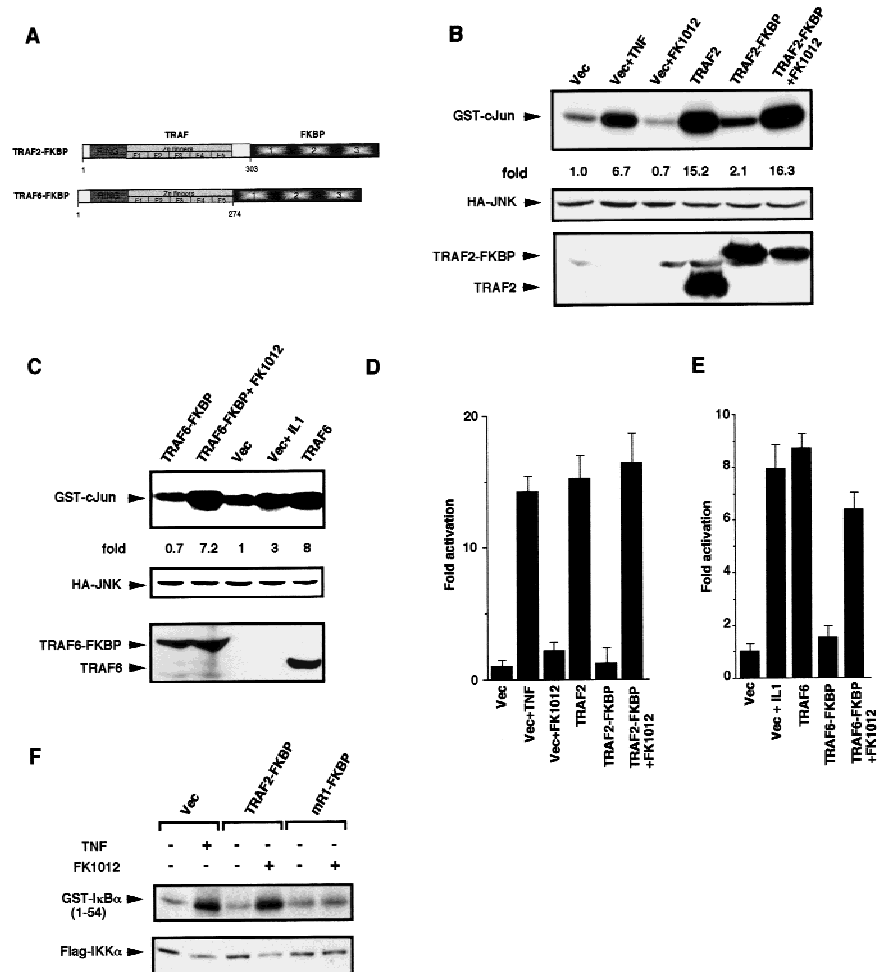 A
TRAF FKBP
TRAF2-FKBP RING Zn fingers 1 2 3
F1 F2 F3 F4 F5
1 303
TRAF6-FKBP RING Zn fingers 1 2 3
F1 F2 F3 F4 F5
1 274
B
Vec
Vec+TNF
Vec+FK1012
TRAF2
TRAF2-FKBP
TRAF2-FKBP
+FK1012
GST-cJun
fold 1.0 6.7 0.7 15.2 2.1 16.3
HA-JNK
TRAF2-FKBP
TRAF2
C
TRAF6-FKBP
TRAF6-FKBP+ FK1012
Vec
Vec+ IL1
TRAF6
GST-cJun
fold 0.7 7.2 1 3 8
HA-JNK
TRAF6-FKBP
TRAF6
D
Fold activation
20
10
0
Vec
Vec+TNF
Vec+FK1012
TRAF2
TRAF2-FKBP
TRAF2-FKBP
+FK1012
E
Fold activation
10
8
6
4
2
0
Vec
Vec + IL1
TRAF6
TRAF6-FKBP
TRAF6-FKBP
+FK1012
F
Vec
TRAF2-FKBP
mR1-FKBP
TNF - + - - - -
FK1012 - - - + - +
GST-IκBα
(1-54)
Flag-IKKα